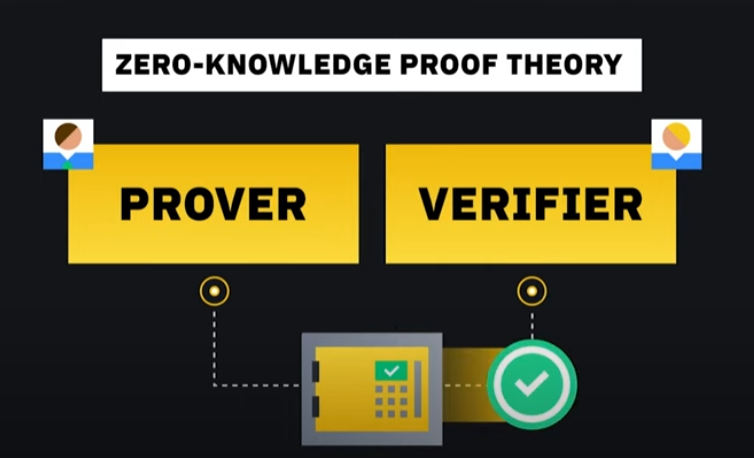 ZERO-KNOWLEDGE PROOF THEORY
PROVER
VERIFIER